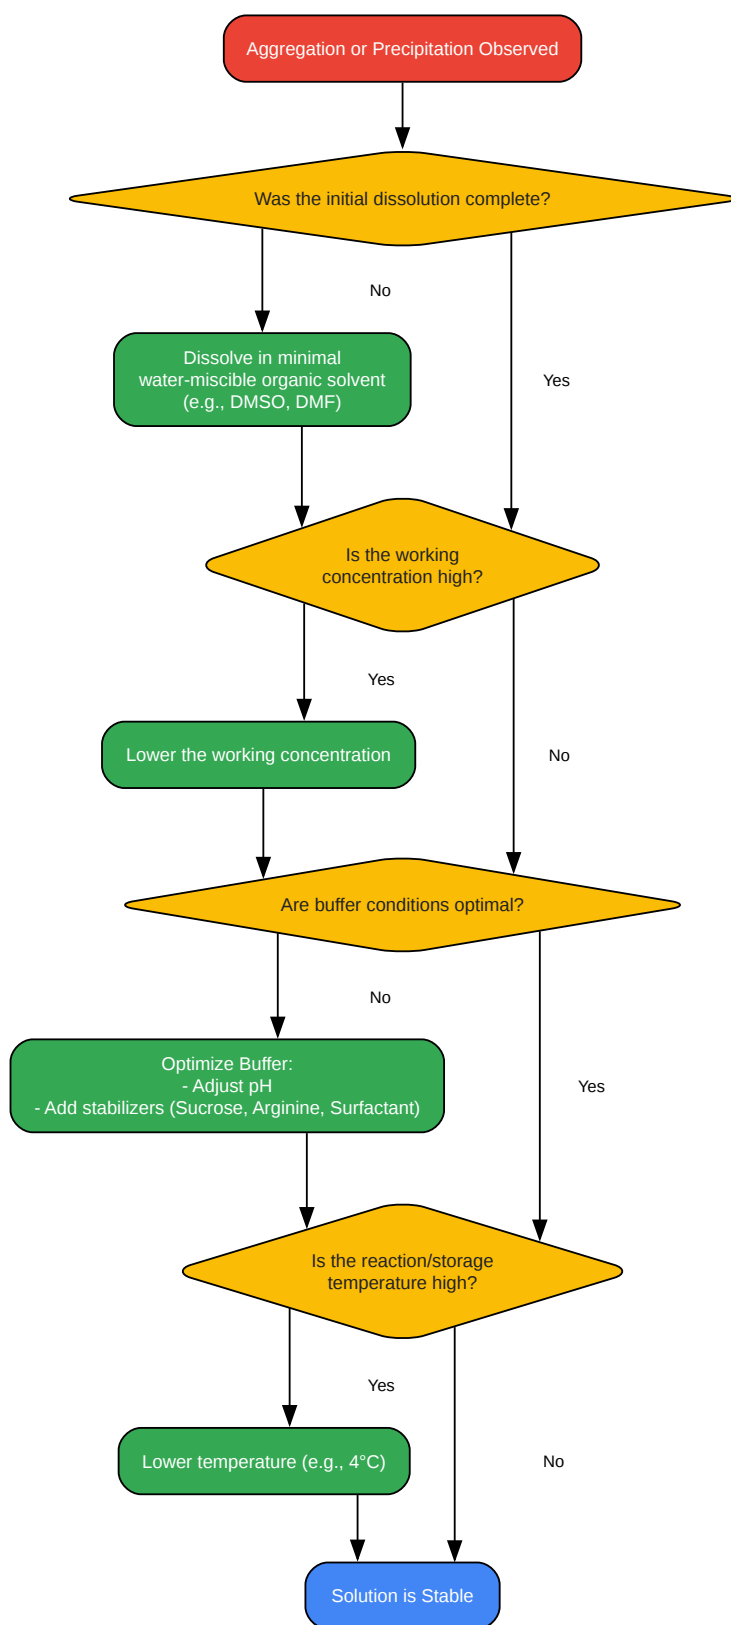 Aggregation or Precipitation Observed
Was the initial dissolution complete?
No
Dissolve in minimal
water-miscible organic solvent
(e.g., DMSO, DMF)
Yes
Is the working
concentration high?
Yes
Lower the working concentration
No
Are buffer conditions optimal?
No
Optimize Buffer:
- Adjust pH
- Add stabilizers (Sucrose, Arginine, Surfactant)
Yes
Is the reaction/storage
temperature high?
Yes
Lower temperature (e.g., 4°C)
No
Solution is Stable